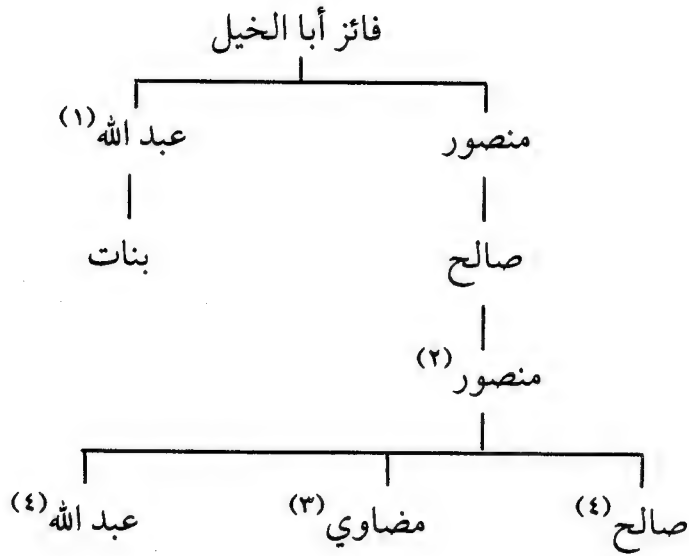 فائز أبا الخيل
منصور عبد الله (١)
صالح بنات
منصور (٢)
صالح (٤) مضاوي (٣) عبد الله (٤)